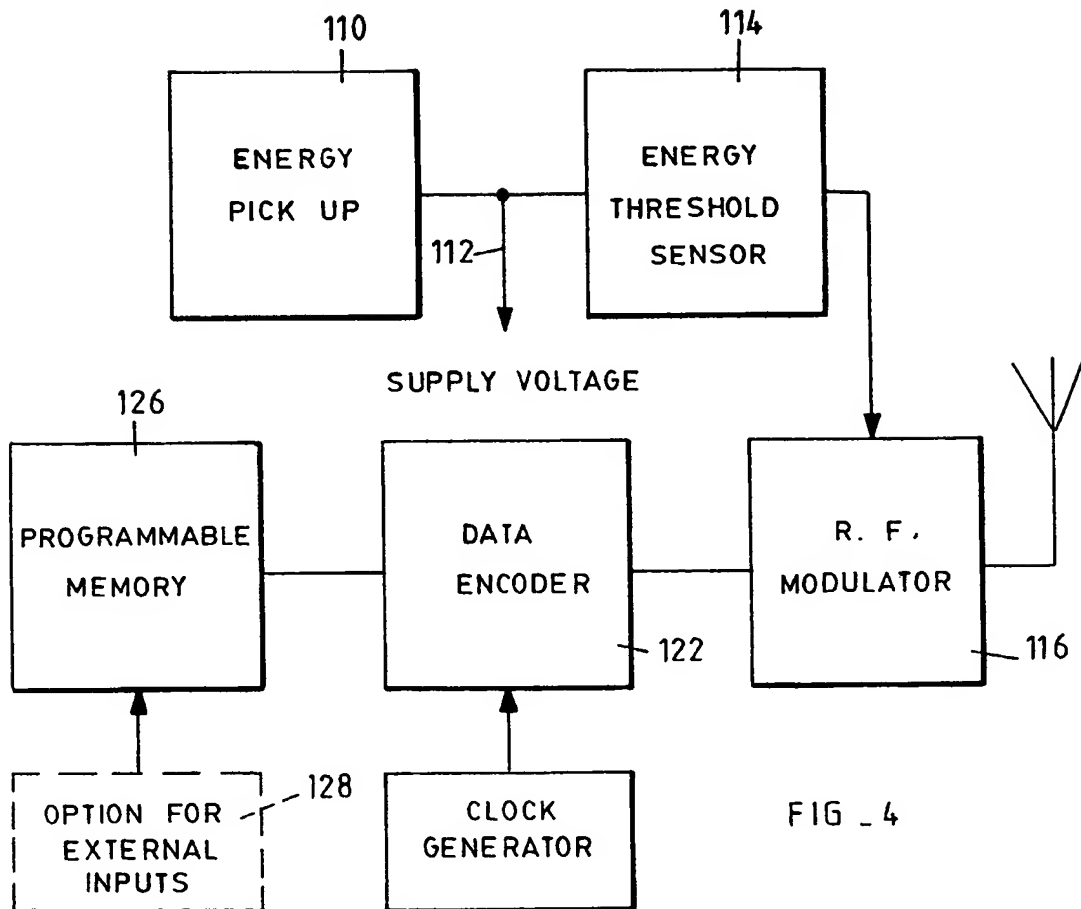 110
114
ENERGY
PICK UP
ENERGY
THRESHOLD
SENSOR
112
SUPPLY VOLTAGE
126
PROGRAMMABLE
MEMORY
DATA
ENCODER
122
R. F.
MODULATOR
116
OPTION FOR
EXTERNAL
INPUTS
128
CLOCK
GENERATOR
FIG _ 4